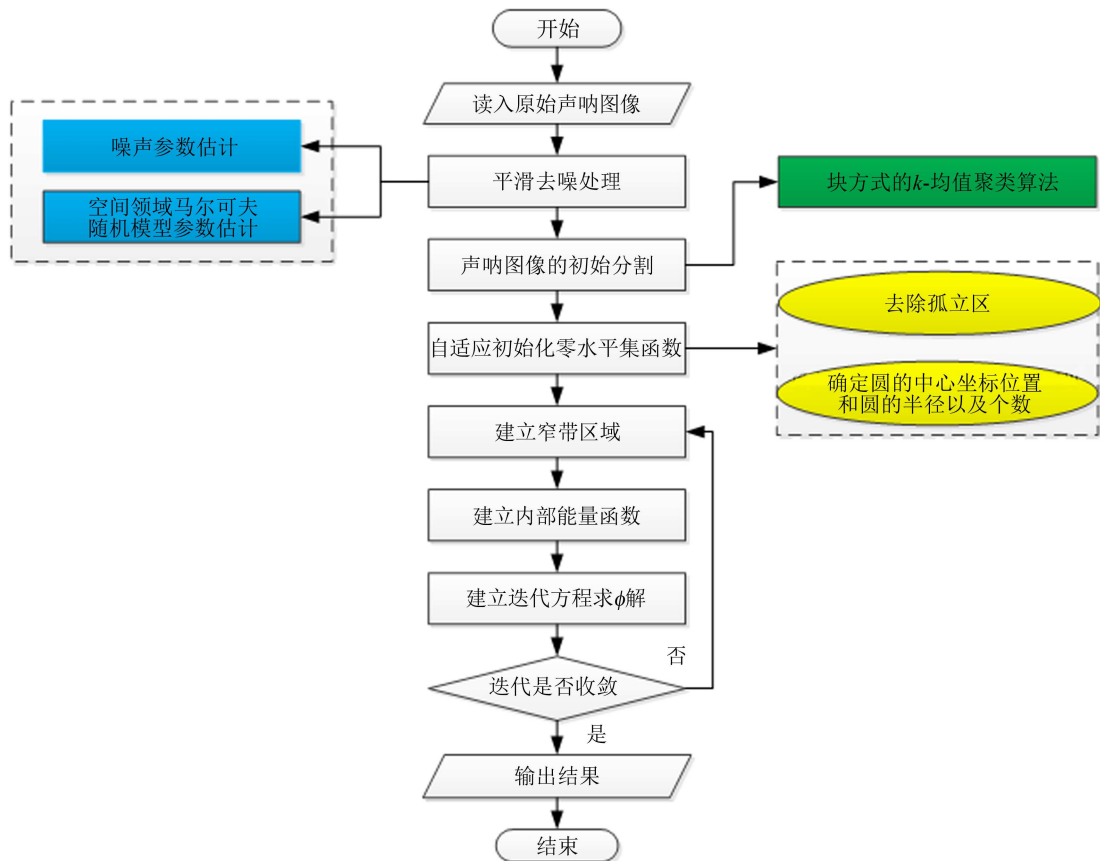 开始
读入原始声呐图像
噪声参数估计
平滑去噪处理
块方式的k-均值聚类算法
空间领域马尔可夫
随机模型参数估计
声呐图像的初始分割
去除孤立区
自适应初始化零水平集函数
确定圆的中心坐标位置
和圆的半径以及个数
建立窄带区域
建立内部能量函数
建立迭代方程求ϕ解
否
迭代是否收敛
是
输出结果
结束